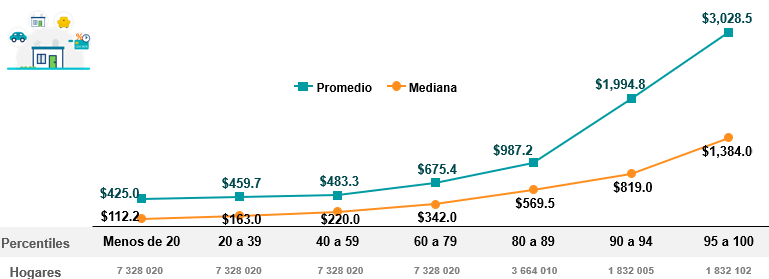 $3,028.5
$1,994.8
Promedio Mediana
$987.2
$1,384.0
$675.4
$425.0 $459.7 $483.3
$819.0
$569.5
$112.2 $163.0 $220.0 $342.0
Percentiles Menos de 20 20 a 39 40 a 59 60 a 79 80 a 89 90 a 94 95 a 100
Hogares 7 328 020 7 328 020 7 328 020 7 328 020 3 664 010 1 832 005 1 832 102